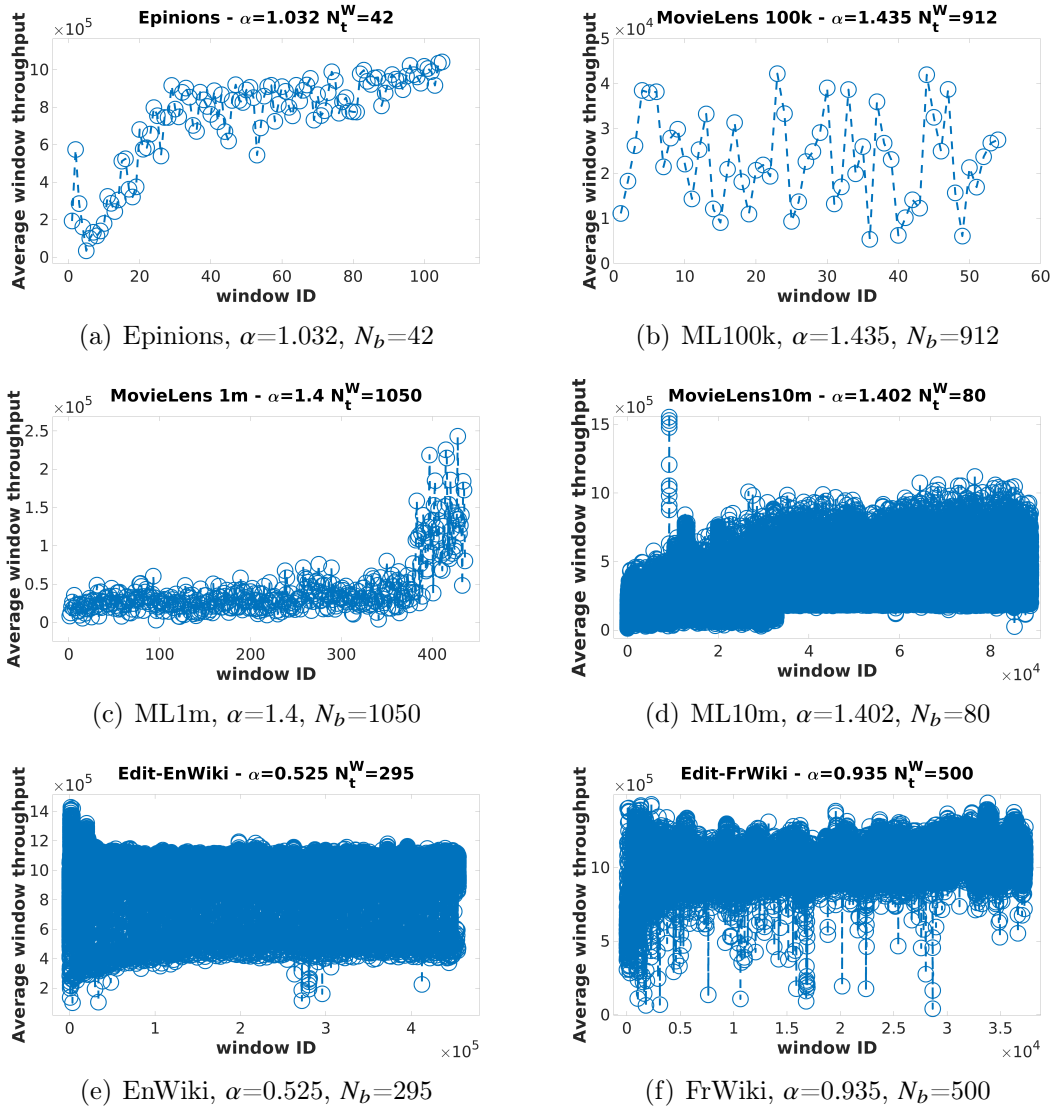 Epinions - α=1.032 N_t^W=42
×10^5
Average window throughput
10
8
6
4
2
0
0 20 40 60 80 100
window ID
(a) Epinions, α=1.032, N_b=42
MovieLens 100k - α=1.435 N_t^W=912
×10^4
Average window throughput
5
4
3
2
1
0
0 10 20 30 40 50 60
window ID
(b) ML100k, α=1.435, N_b=912
MovieLens 1m - α=1.4 N_t^W=1050
×10^5
Average window throughput
2.5
2
1.5
1
0.5
0
0 100 200 300 400
window ID
(c) ML1m, α=1.4, N_b=1050
MovieLens10m - α=1.402 N_t^W=80
×10^5
Average window throughput
15
10
5
0
0 2 4 6 8
×10^4
window ID
(d) ML10m, α=1.402, N_b=80
Edit-EnWiki - α=0.525 N_t^W=295
×10^5
Average window throughput
14
12
10
8
6
4
2
0 1 2 3 4
×10^5
window ID
(e) EnWiki, α=0.525, N_b=295
Edit-FrWiki - α=0.935 N_t^W=500
×10^5
Average window throughput
10
5
0
0 0.5 1 1.5 2 2.5 3 3.5
×10^4
window ID
(f) FrWiki, α=0.935, N_b=500